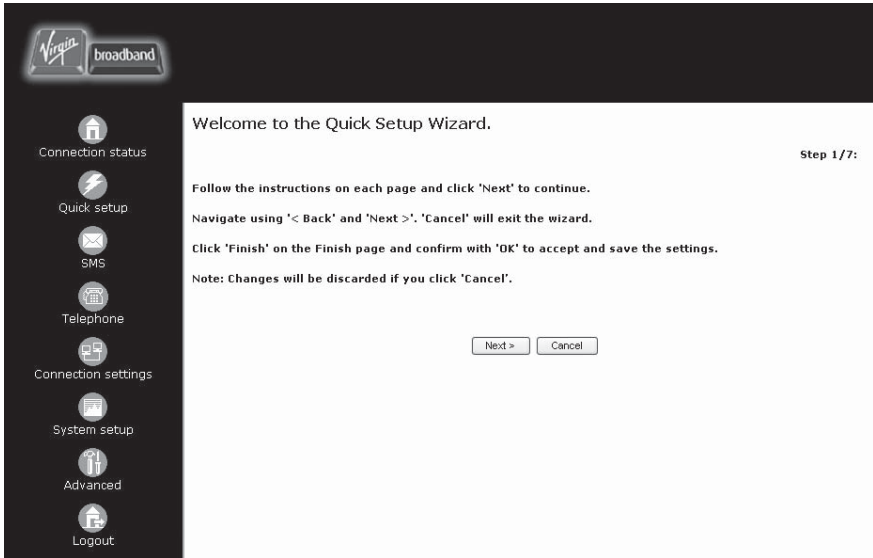 Virgin
broadband
Connection status
Quick setup
SMS
Telephone
Connection settings
System setup
Advanced
Logout
Welcome to the Quick Setup Wizard.
Step 1/7:
Follow the instructions on each page and click 'Next' to continue.
Navigate using '< Back' and 'Next >'. 'Cancel' will exit the wizard.
Click 'Finish' on the Finish page and confirm with 'OK' to accept and save the settings.
Note: Changes will be discarded if you click 'Cancel'.
Next > Cancel